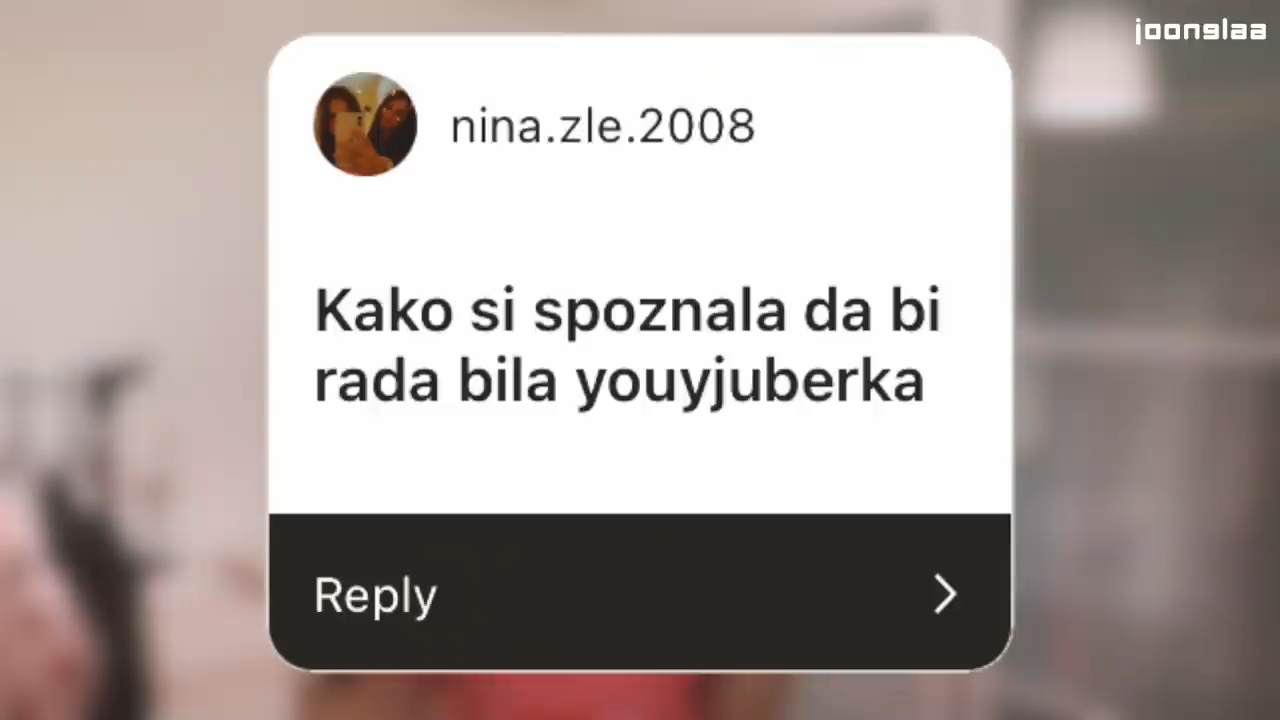 joonglaa
nina.zle.2008
Kako si spoznala da bi
rada bila youyjuberka
Reply